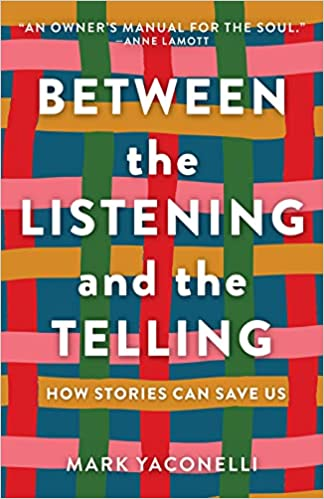 "AN OWNER'S MANUAL FOR THE SOUL."
—ANNE LAMOTT
BETWEEN
the
LISTENING
and the
TELLING
HOW STORIES CAN SAVE US
MARK YACONELLI